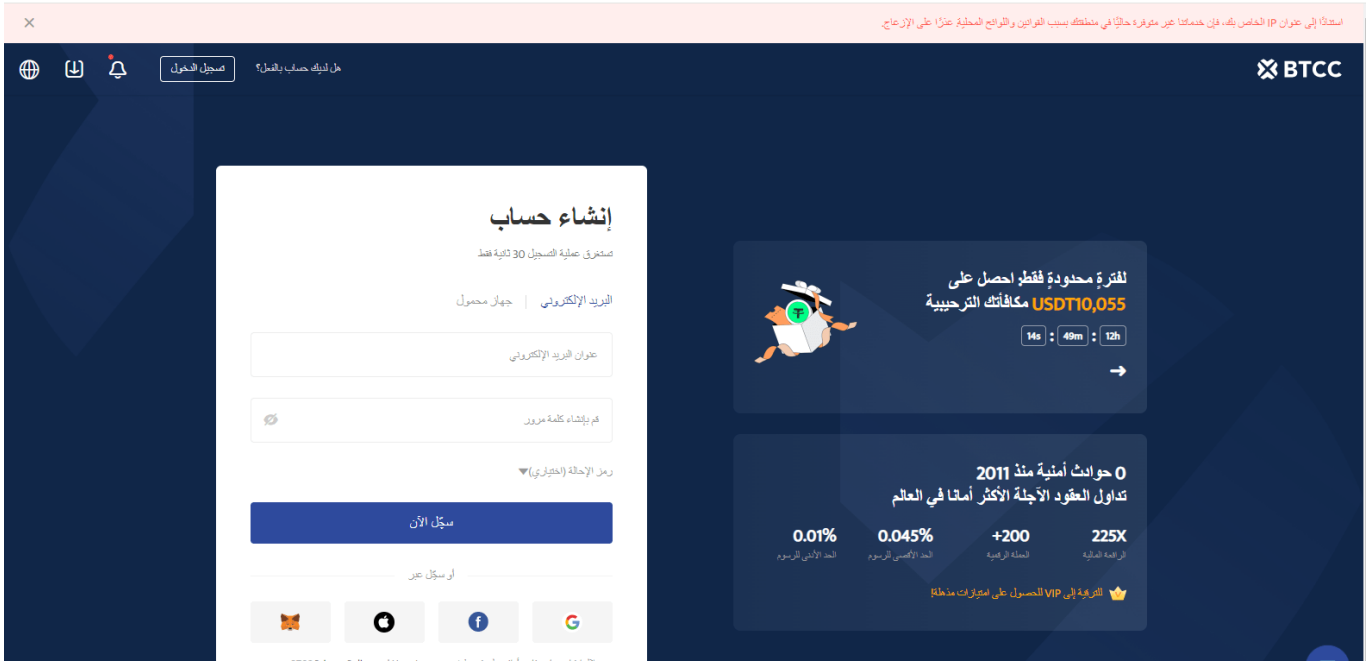 استنادًا إلى عنوان IP الخاص بك، فإن خدماتنا غير متوفرة حاليًا في منطقتك بسبب القوانين واللوائح المحلية. عذرًا على الإزعاج.
BTCC
هل لديك حساب بالفعل؟
تسجيل الدخول
إنشاء حساب
تستغرق عملية التسجيل 30 ثانية فقط
البريد الإلكتروني | جهاز محمول
عنوان البريد الإلكتروني
قم بإنشاء كلمة مرور
رمز الإحالة (اختياري)
سجّل الآن
أو سجّل عبر
لفترةٍ محدودةٍ فقط؛ احصل على
USDT10,055 مكافأتك الترحيبية
12h : 49m : 14s
0 حوادث أمنية منذ 2011
تداول العقود الآجلة الأكثر أمانا في العالم
225X
الرافعة المالية
200+
العملة الرقمية
0.045%
الحد الأقصى للرسوم
0.01%
الحد الأدنى للرسوم
للترقية إلى VIP للحصول على امتيازات مذهلة!